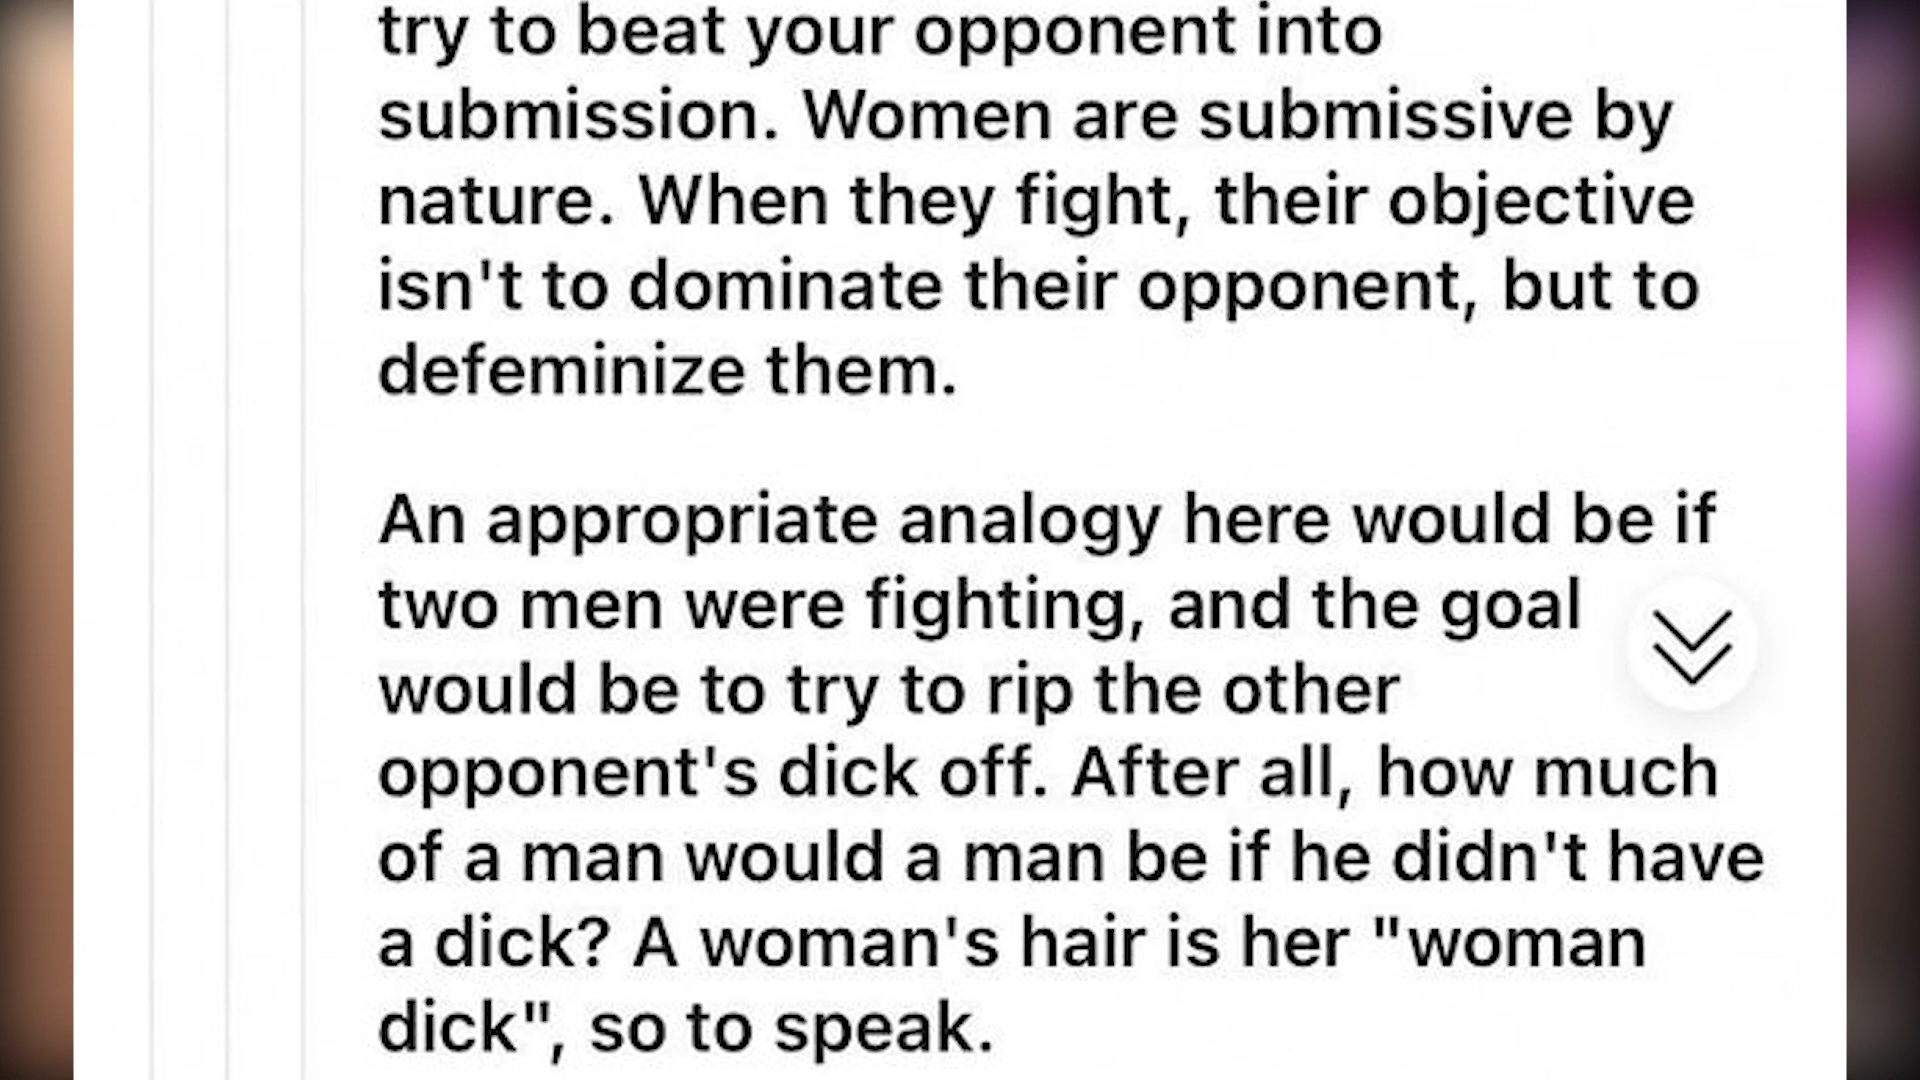 try to beat your opponent into
submission. Women are submissive by
nature. When they fight, their objective
isn't to dominate their opponent, but to
defeminize them.
An appropriate analogy here would be if
two men were fighting, and the goal
would be to try to rip the other
opponent's dick off. After all, how much
of a man would a man be if he didn't have
a dick? A woman's hair is her "woman
dick", so to speak.